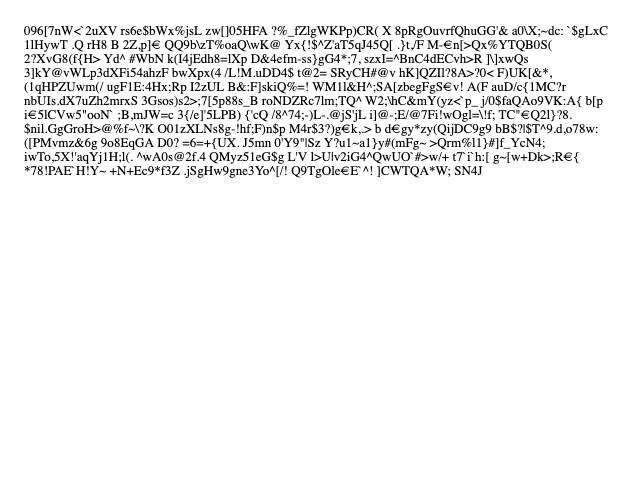 096[7nW<`2uXV rs6e$bWx%jsL zw[]05HFA ?%_fZlgWKPp)CR( X 8pRgOuvrfQhuGG'& a0\X;~dc: `$gLxC
1lHywT .Q rH8 B 2Z,p]€ QQ9b\zT%oaQ\wK@ Yx{!$^Z'aT5qJ45Q[ .}t,/F M-€n[>Qx%YTQB0S(
2?XvG8(f{H> Yd^ #WbN k(I4jEdh8=lXp D&4efm-ss}gG4*;7, szxI=^BnC4dECvh>R ]\]xwQs
3]kY@vWLp3dXFi54ahzF bwXpx(4 /L!M.uDD4$ t@2= SRyCH#@v hK]QZIl?8A>?0<F)UK[&*,
(1qHPZUwm(/ ugF1E:4Hx;Rp I2zUL B&:F]skiQ%=! WM1l&H^;SA[zbegFgS€v! A(F auD/c{1MC?r
nbUIs.dX7uZh2mrxS 3Gsos)s2>;7[5p88s_B roNDZRc7lm;TQ^ W2;\hC&mY(yz<`p_ j/0$faQAo9VK:A{ b[p
i€5lCVw5"ooN` ;B,mJW=c 3{/e]'5LPB) {'cQ /8^74;-)L-.@jS'jL i]@-;E/@7Fi!wOgl=\!f; TC"€Q2l}?8.
$nil.GgGroH>@%f~\?K O01zXLNs8g-!hf;F)n$p M4r$3?)g€k,.> b d€gy*zy(QijDC9g9 bB$?|$T^9.d,o78w:
([PMvmz&6g 9o8EqGA D0? =6=+{UX. J5mn 0'Y9"|Sz Y?u1~a1}y#(mFg~ >Qrm%l1}#]f_YcN4;
iwTo,5X!'aqYj1H;l(. ^wA0s@2f.4 QMyz51eG$g L'V l>U|v2iG4^QwUO`#>w/+ t7`i`h:[ g~[w+Dk>;R€{
*78!PAE`H!Y~ +N+Ec9*f3Z .jSgHw9gne3Yo^[/! Q9TgOle€E`^! ]CWTQA*W; SN4J